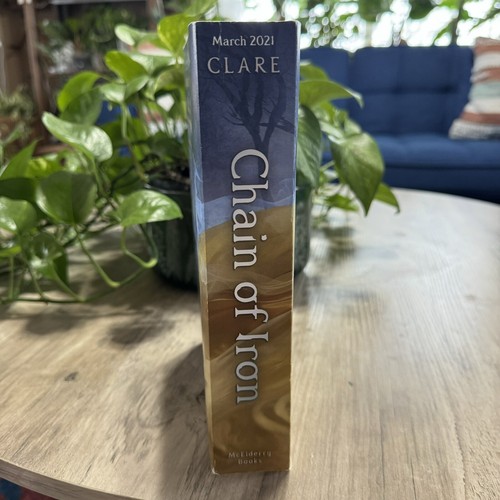 March 2021
CLARE
Chain of Iron
McElderry
Books